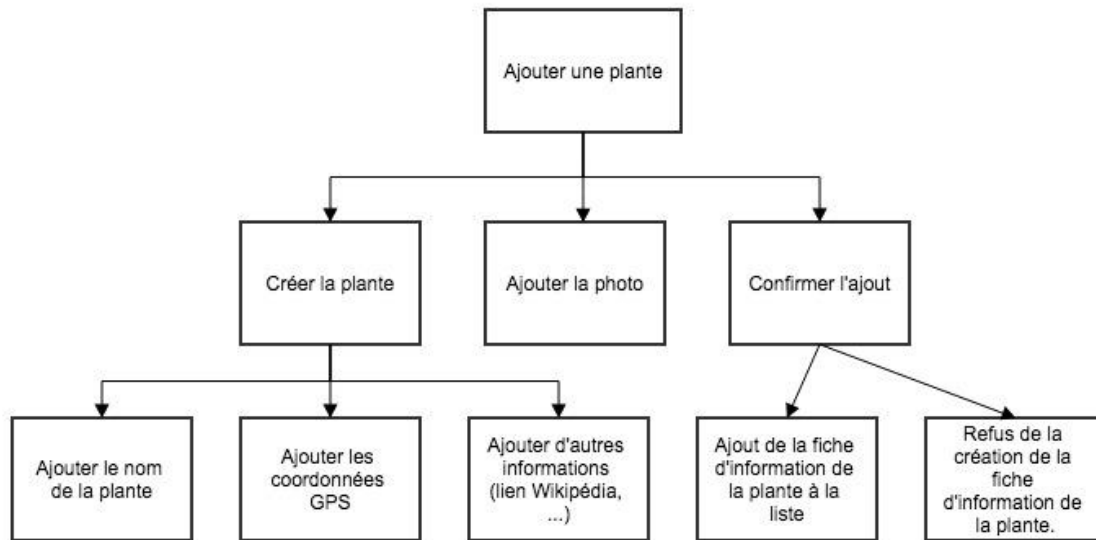 Ajouter une plante
Créer la plante
Ajouter la photo
Confirmer l'ajout
Ajouter le nom
de la plante
Ajouter les
coordonnées
GPS
Ajouter d'autres
informations
(lien Wikipédia,
...)
Ajout de la fiche
d'information de
la plante à la
liste
Refus de la
création de la
fiche
d'information de
la plante.